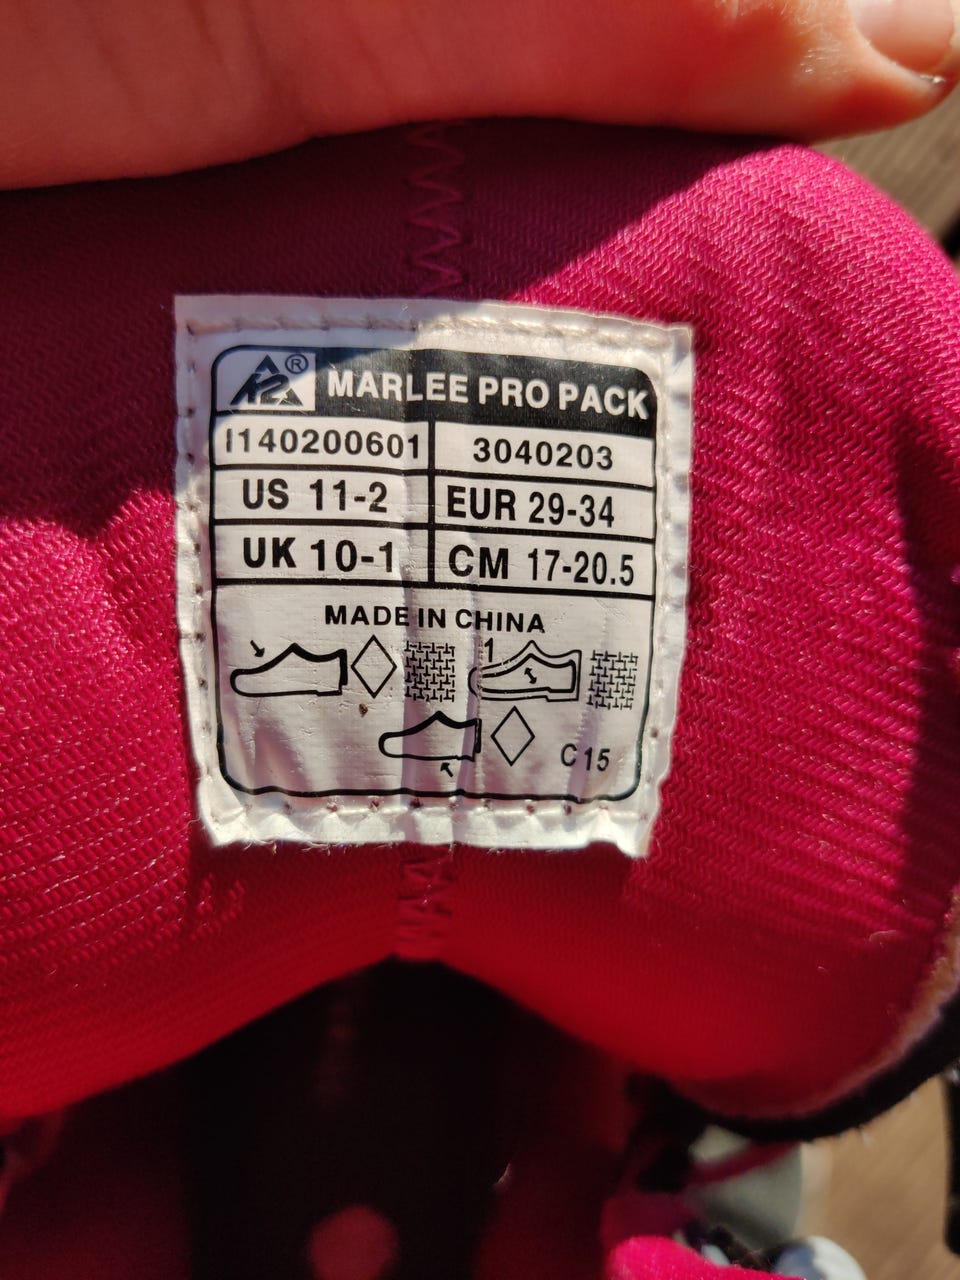 K2® MARLEE PRO PACK
I140200601 3040203
US 11-2 EUR 29-34
UK 10-1 CM 17-20.5
MADE IN CHINA
1
C 15